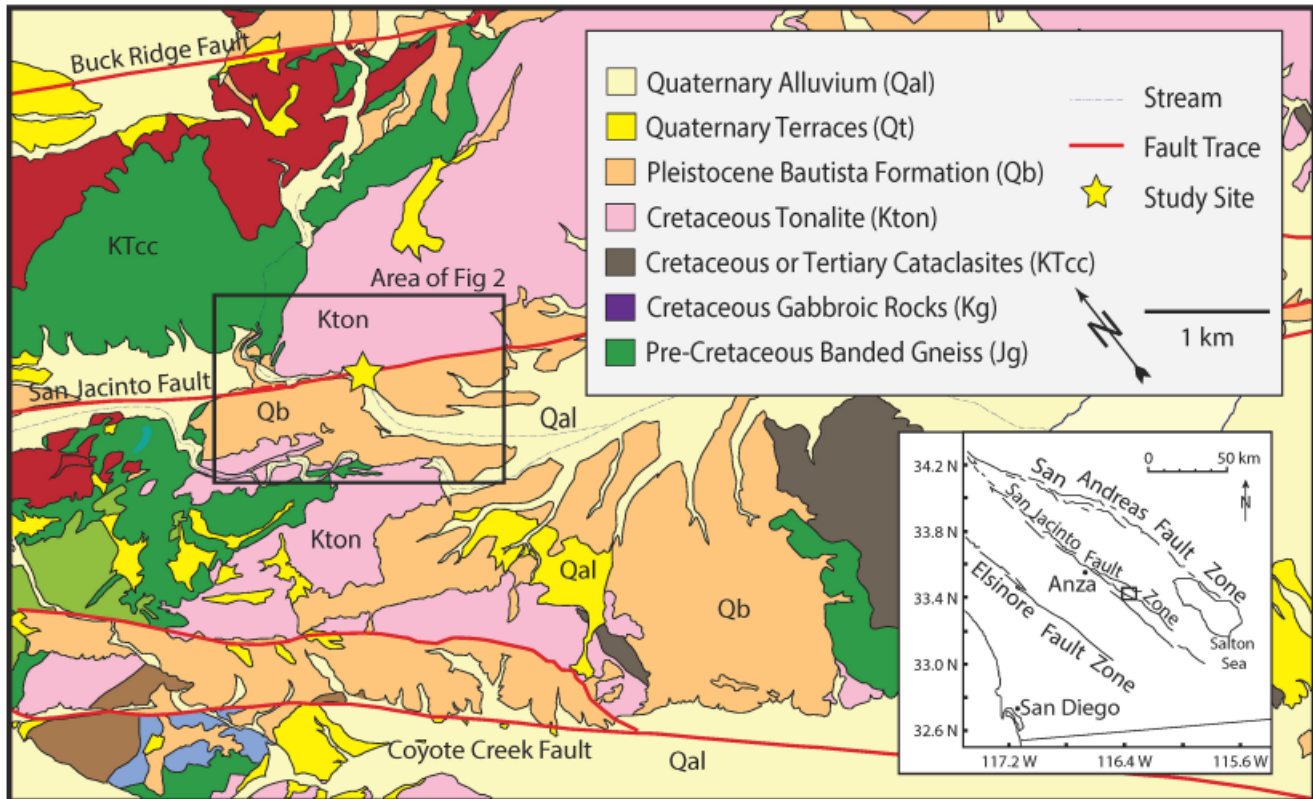 Buck Ridge Fault
Quaternary Alluvium (Qal)
Quaternary Terraces (Qt)
Pleistocene Bautista Formation (Qb)
Cretaceous Tonalite (Kton)
Cretaceous or Tertiary Cataclasites (KTcc)
Cretaceous Gabbroic Rocks (Kg)
Pre-Cretaceous Banded Gneiss (Jg)
Stream
Fault Trace
Study Site
N
1 km
KTcc
Area of Fig 2
Kton
San Jacinto Fault
Qb
Qal
Kton
Qal
Qb
Coyote Creek Fault
Qal
0 50 km
N
34.2 N
33.8 N
33.4 N
33.0 N
32.6 N
San Andreas Fault Zone
San Jacinto Fault Zone
Anza
Elsinore Fault Zone
Salton
Sea
San Diego
117.2 W 116.4 W 115.6 W